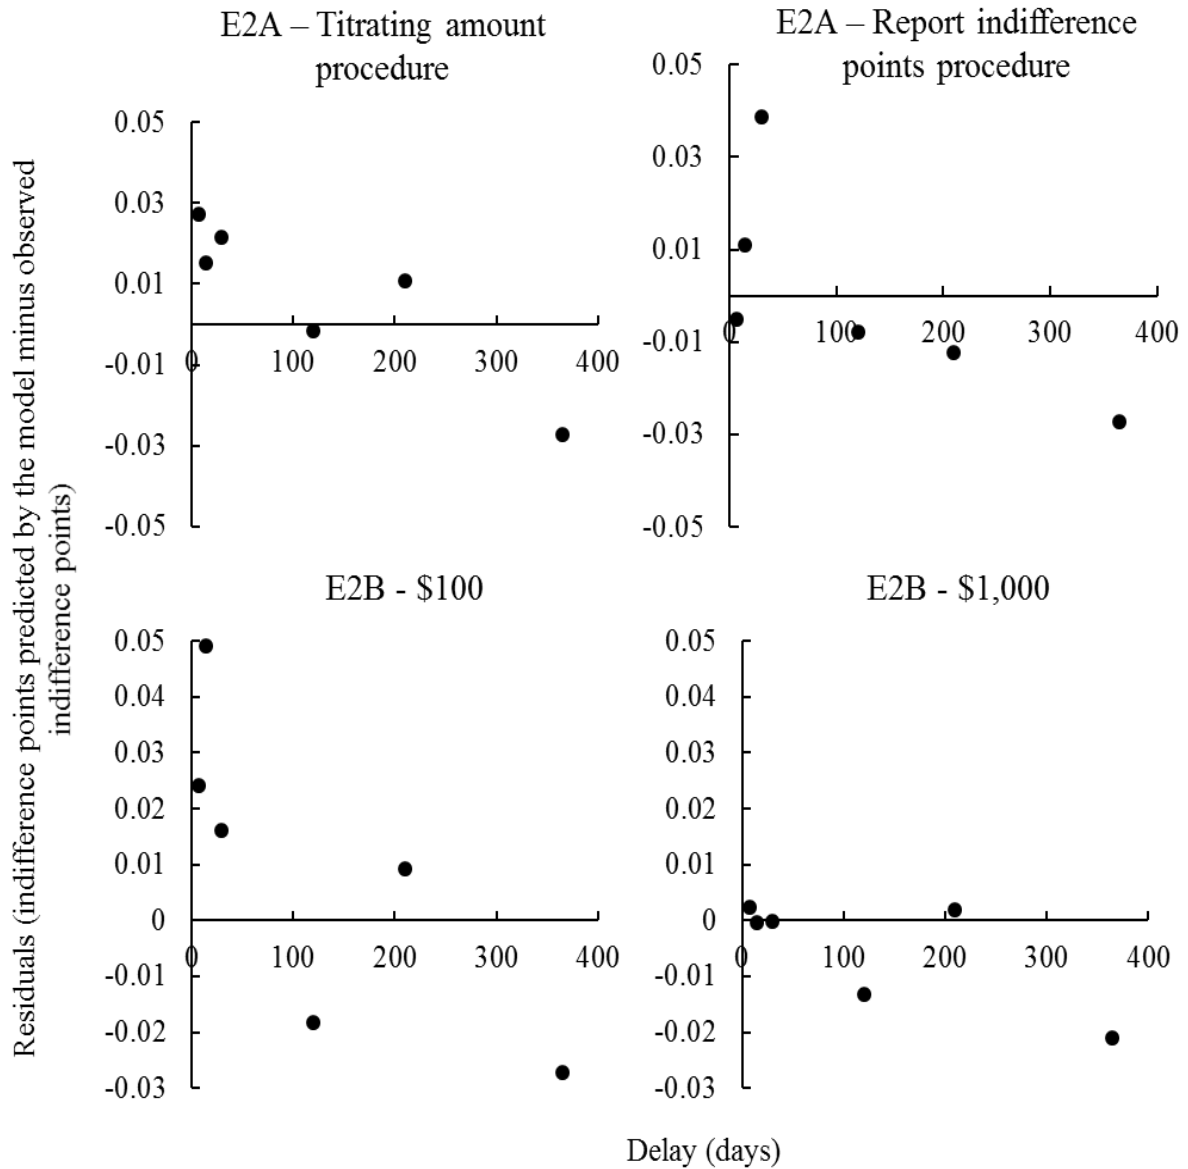 E2A – Titrating amount
procedure
0.05
0.03
0.01
-0.01
-0.03
-0.05
0 100 200 300 400
E2A – Report indifference
points procedure
0.05
0.03
0.01
-0.01
-0.03
-0.05
0 100 200 300 400
Residuals (indifference points predicted by the model minus observed
indifference points)
E2B - $100
0.05
0.04
0.03
0.02
0.01
0
-0.01
-0.02
-0.03
0 100 200 300 400
E2B - $1,000
0.05
0.04
0.03
0.02
0.01
0
-0.01
-0.02
-0.03
0 100 200 300 400
Delay (days)